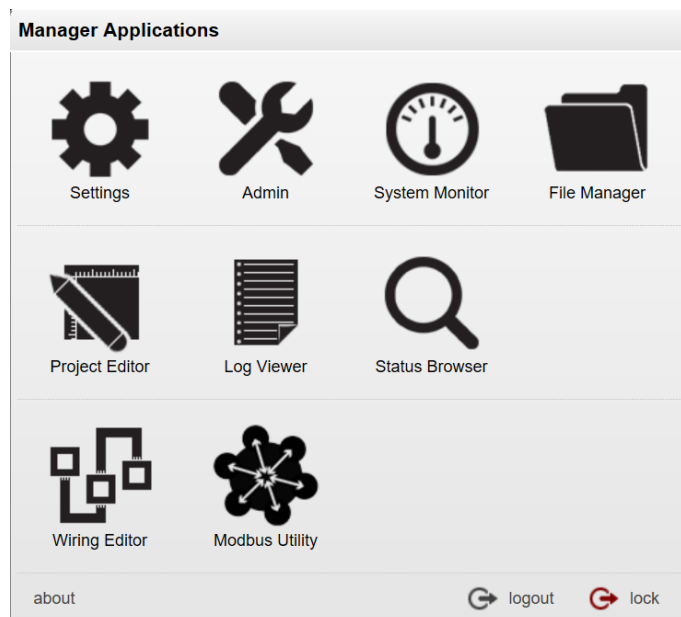 Manager Applications
Settings
Admin
System Monitor
File Manager
Project Editor
Log Viewer
Status Browser
Wiring Editor
Modbus Utility
about
logout
lock